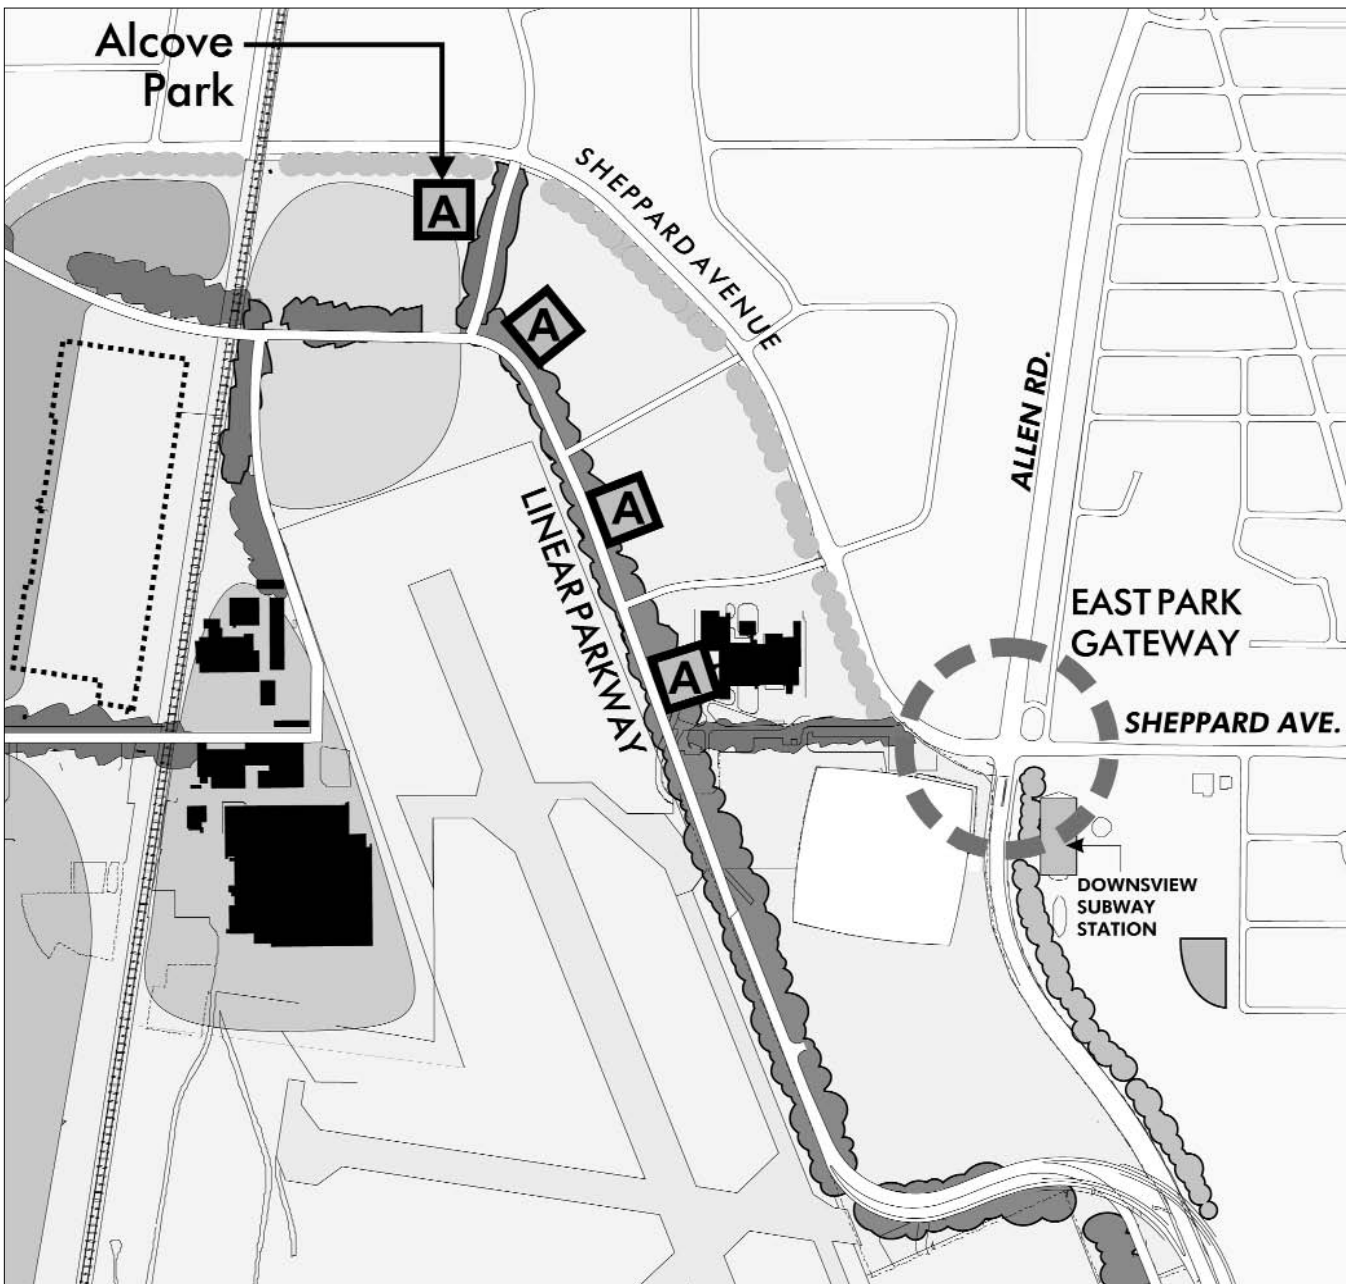 Alcove
Park
A
SHEPPARD AVENUE
A
ALLEN RD.
A
LINEAR PARKWAY
EAST PARK
GATEWAY
A
SHEPPARD AVE.
DOWNSVIEW
SUBWAY
STATION